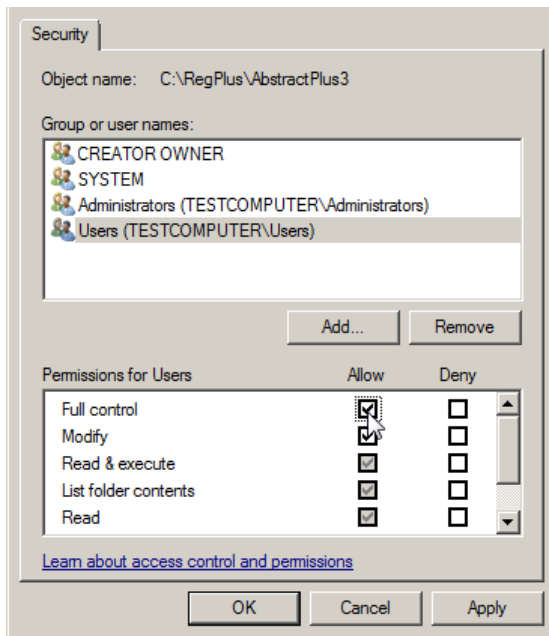 Security
Object name: C:\RegPlus\AbstractPlus3
Group or user names:
CREATOR OWNER
SYSTEM
Administrators (TESTCOMPUTER\Administrators)
Users (TESTCOMPUTER\Users)
Add... Remove
Permissions for Users Allow Deny
Full control
Modify
Read & execute
List folder contents
Read
Learn about access control and permissions
OK Cancel Apply